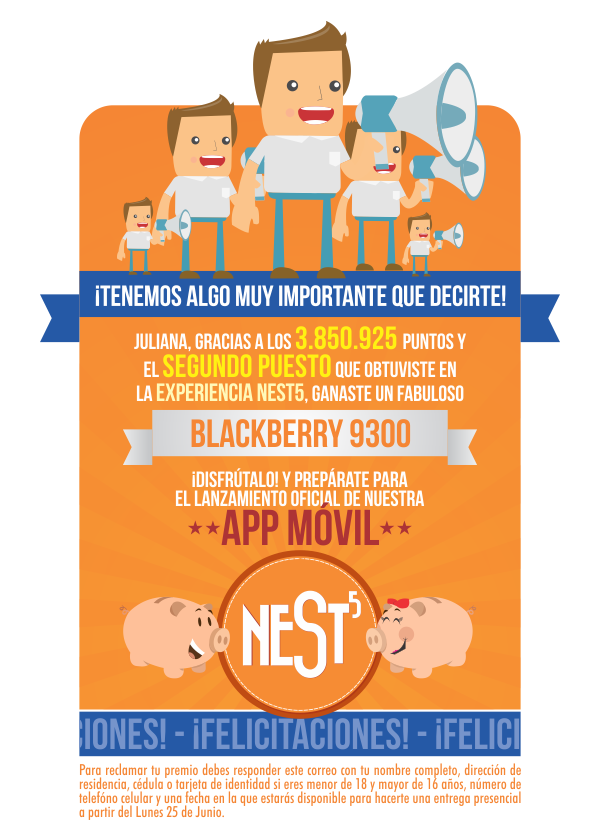 ¡TENEMOS ALGO MUY IMPORTANTE QUE DECIRTE!
JULIANA, GRACIAS A LOS 3.850.925 PUNTOS Y
EL SEGUNDO PUESTO QUE OBTUVISTE EN
LA EXPERIENCIA NEST5, GANASTE UN FABULOSO
BLACKBERRY 9300
¡DISFRÚTALO! Y PREPÁRATE PARA
EL LANZAMIENTO OFICIAL DE NUESTRA
★★APP MÓVIL★★
NEST5
CIONES! - ¡FELICITACIONES! - ¡FELICI
Para reclamar tu premio debes responder este correo con tu nombre completo, dirección de
residencia, cédula o tarjeta de identidad si eres menor de 18 y mayor de 16 años, número de
telefóno celular y una fecha en la que estarás disponible para hacerte una entrega presencial
a partir del Lunes 25 de Junio.